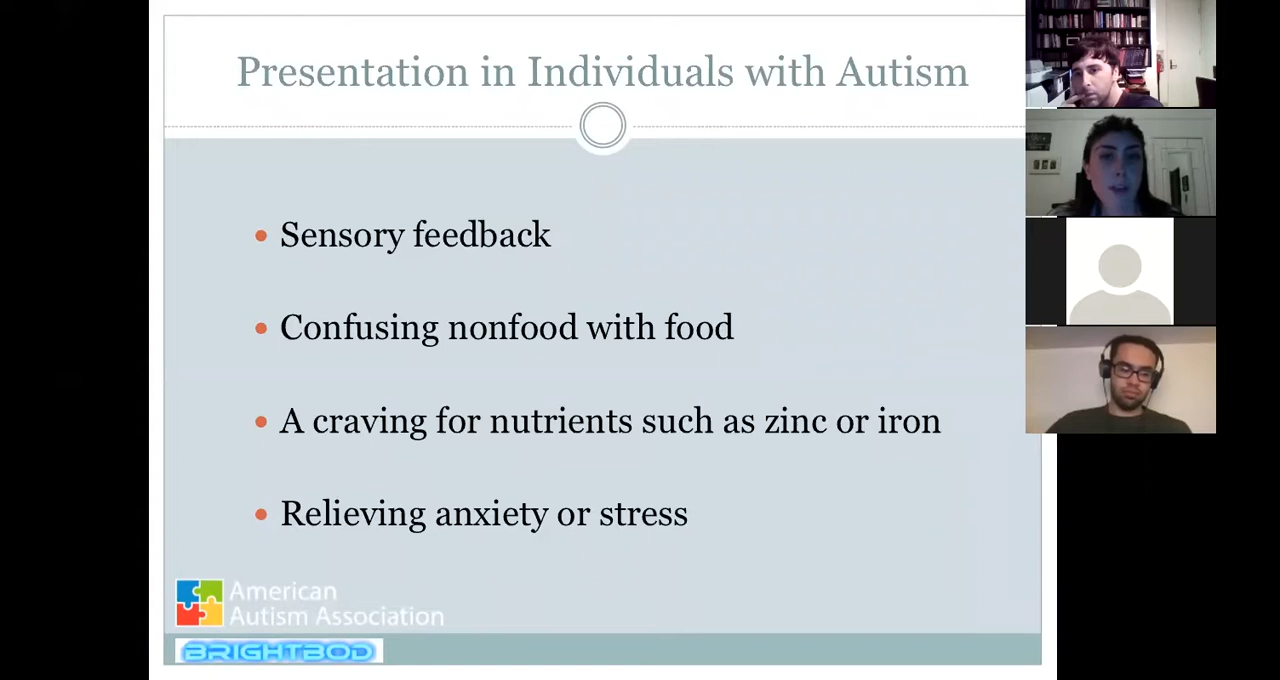 Presentation in Individuals with Autism
Sensory feedback
Confusing nonfood with food
A craving for nutrients such as zinc or iron
Relieving anxiety or stress
American
Autism Association
BRIGHTBOD